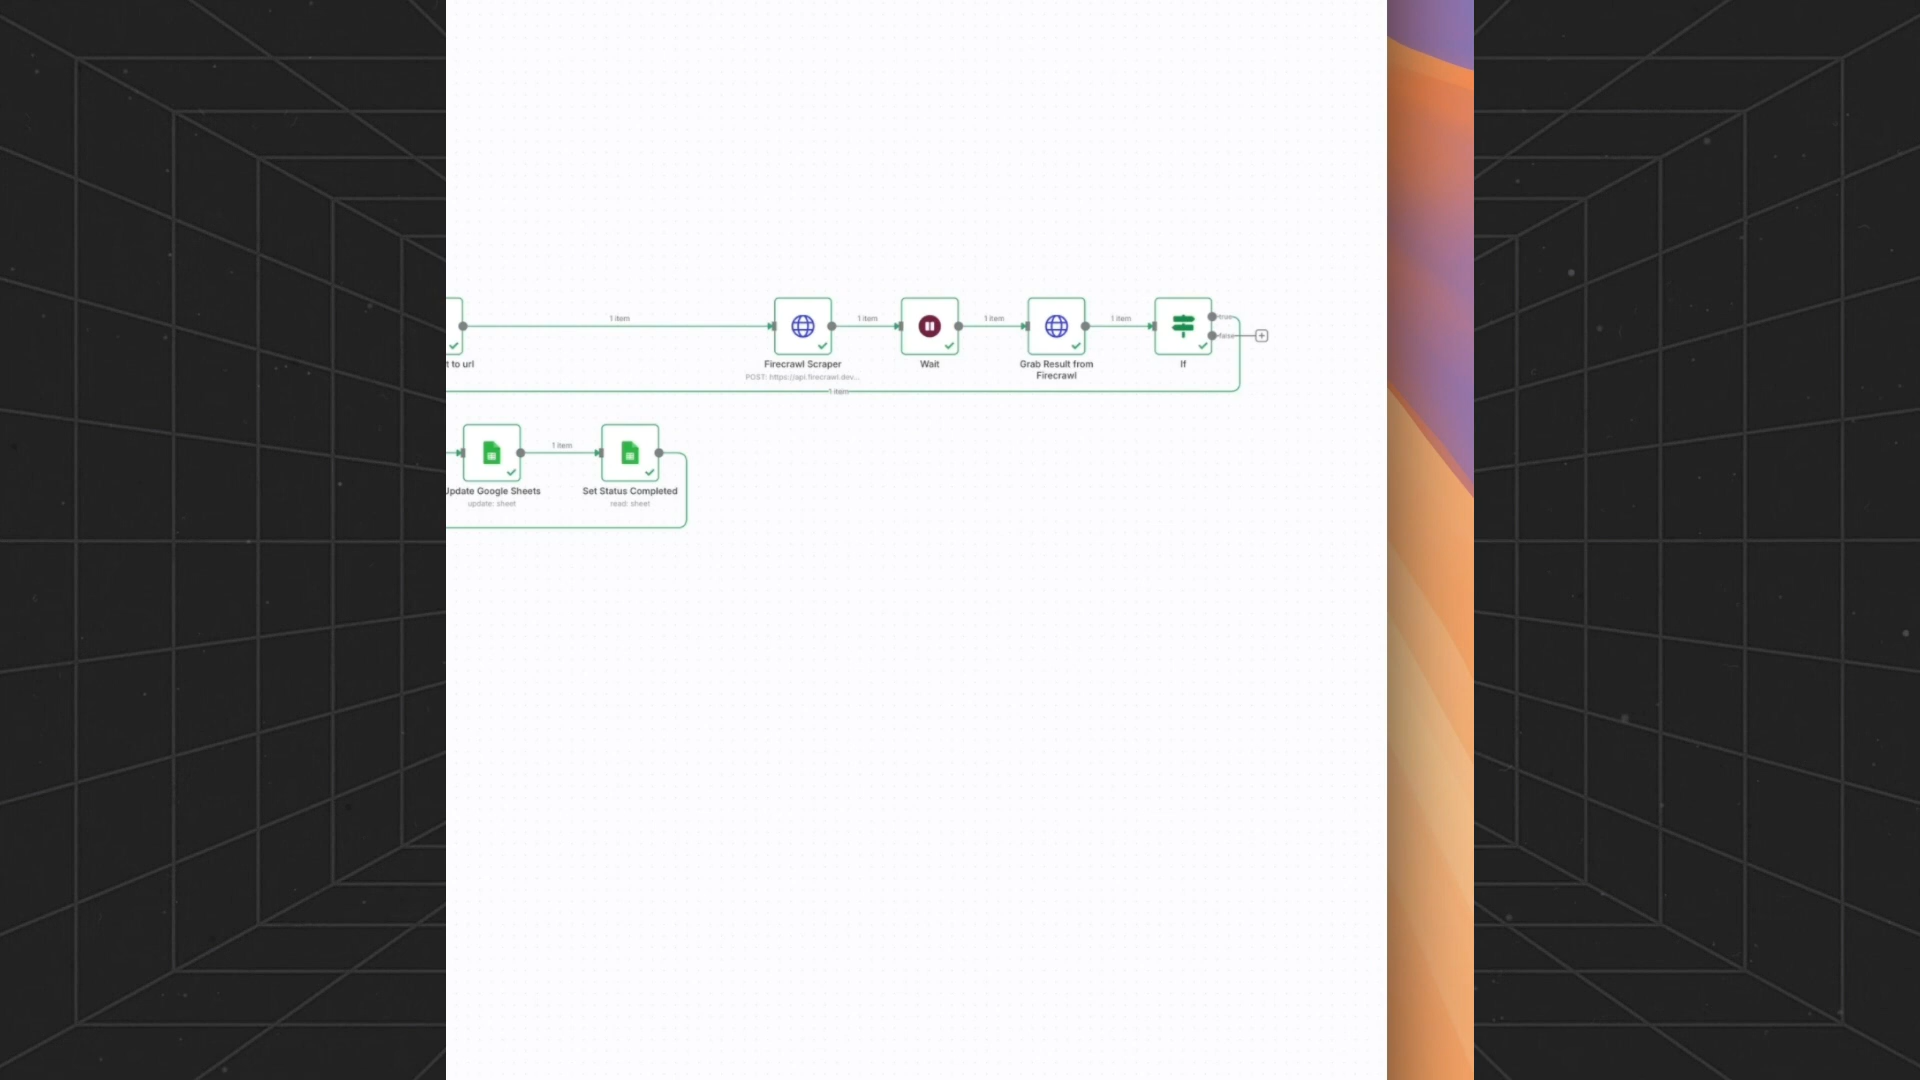 1 item
1 item
1 item
1 item
true
false
t to url
Firecrawl Scraper
POST: https://api.firecrawl.dev...
Wait
Grab Result from
Firecrawl
If
1 item
1 item
Update Google Sheets
update: sheet
Set Status Completed
read: sheet